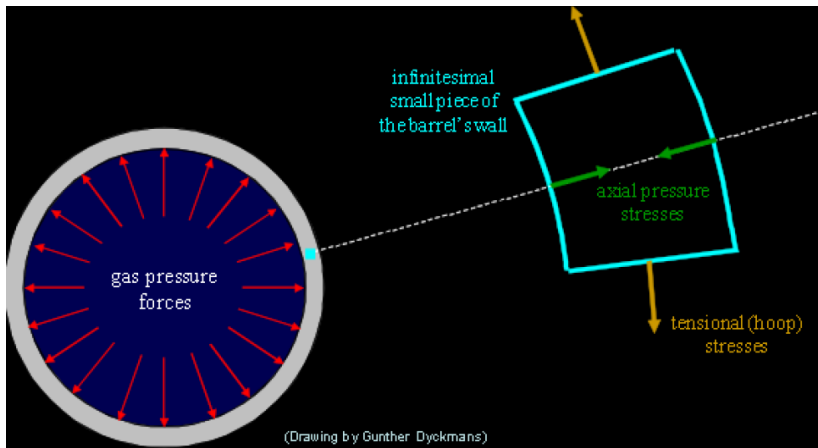 infinitesimal
small piece of
the barrel's wall
axial pressure
stresses
gas pressure
forces
tensional (hoop)
stresses
(Drawing by Gunther Dyckmans)